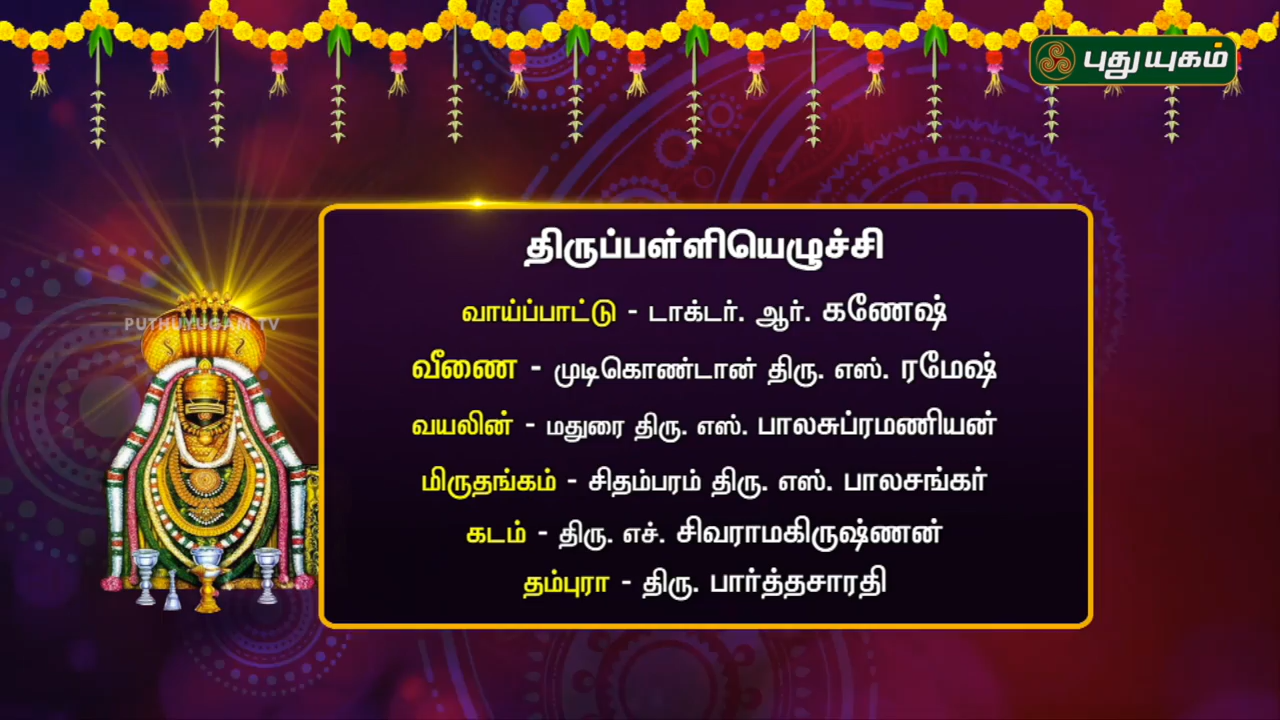 புதுயுகம்
திருப்பள்ளியெழுச்சி
வாய்ப்பாட்டு - டாக்டர். ஆர். கணேஷ்
PUTHUYUGAM TV
வீணை - முடிகொண்டான் திரு. எஸ். ரமேஷ்
வயலின் - மதுரை திரு. எஸ். பாலசுப்ரமணியன்
மிருதங்கம் - சிதம்பரம் திரு. எஸ். பாலசங்கர்
கடம் - திரு. எச். சிவராமகிருஷ்ணன்
தம்புரா - திரு. பார்த்தசாரதி